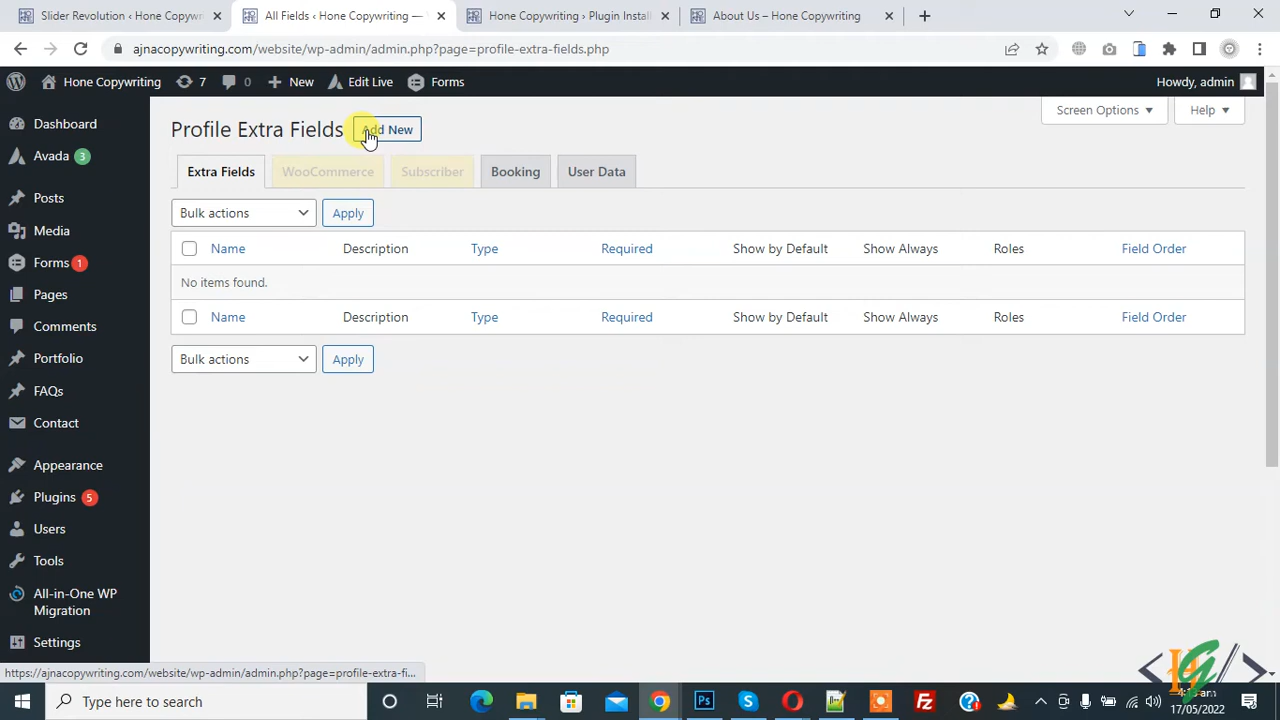 Slider Revolution ‹ Hone Copywri
All Fields ‹ Hone Copywriting —
Hone Copywriting › Plugin Install
About Us – Hone Copywriting
ajnacopywriting.com/website/wp-admin/admin.php?page=profile-extra-fields.php
Hone Copywriting 7 0 New Edit Live Forms Howdy, admin
Screen Options Help
Dashboard
Avada 3
Posts
Media
Forms 1
Pages
Comments
Portfolio
FAQs
Contact
Appearance
Plugins 5
Users
Tools
All-in-One WP
Migration
Settings
Profile Extra Fields Add New
Extra Fields WooCommerce Subscriber Booking User Data
Bulk actions Apply
Name Description Type Required Show by Default Show Always Roles Field Order
No items found.
Name Description Type Required Show by Default Show Always Roles Field Order
Bulk actions Apply
https://ajnacopywriting.com/website/wp-admin/admin.php?page=profile-extra-fi...
HG
Type here to search
17/05/2022